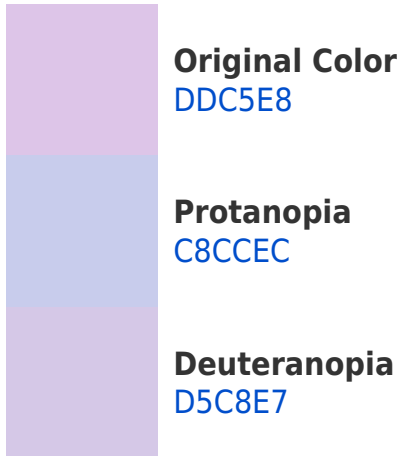 Original Color
DDC5E8
Protanopia
C8CCEC
Deuteranopia
D5C8E7